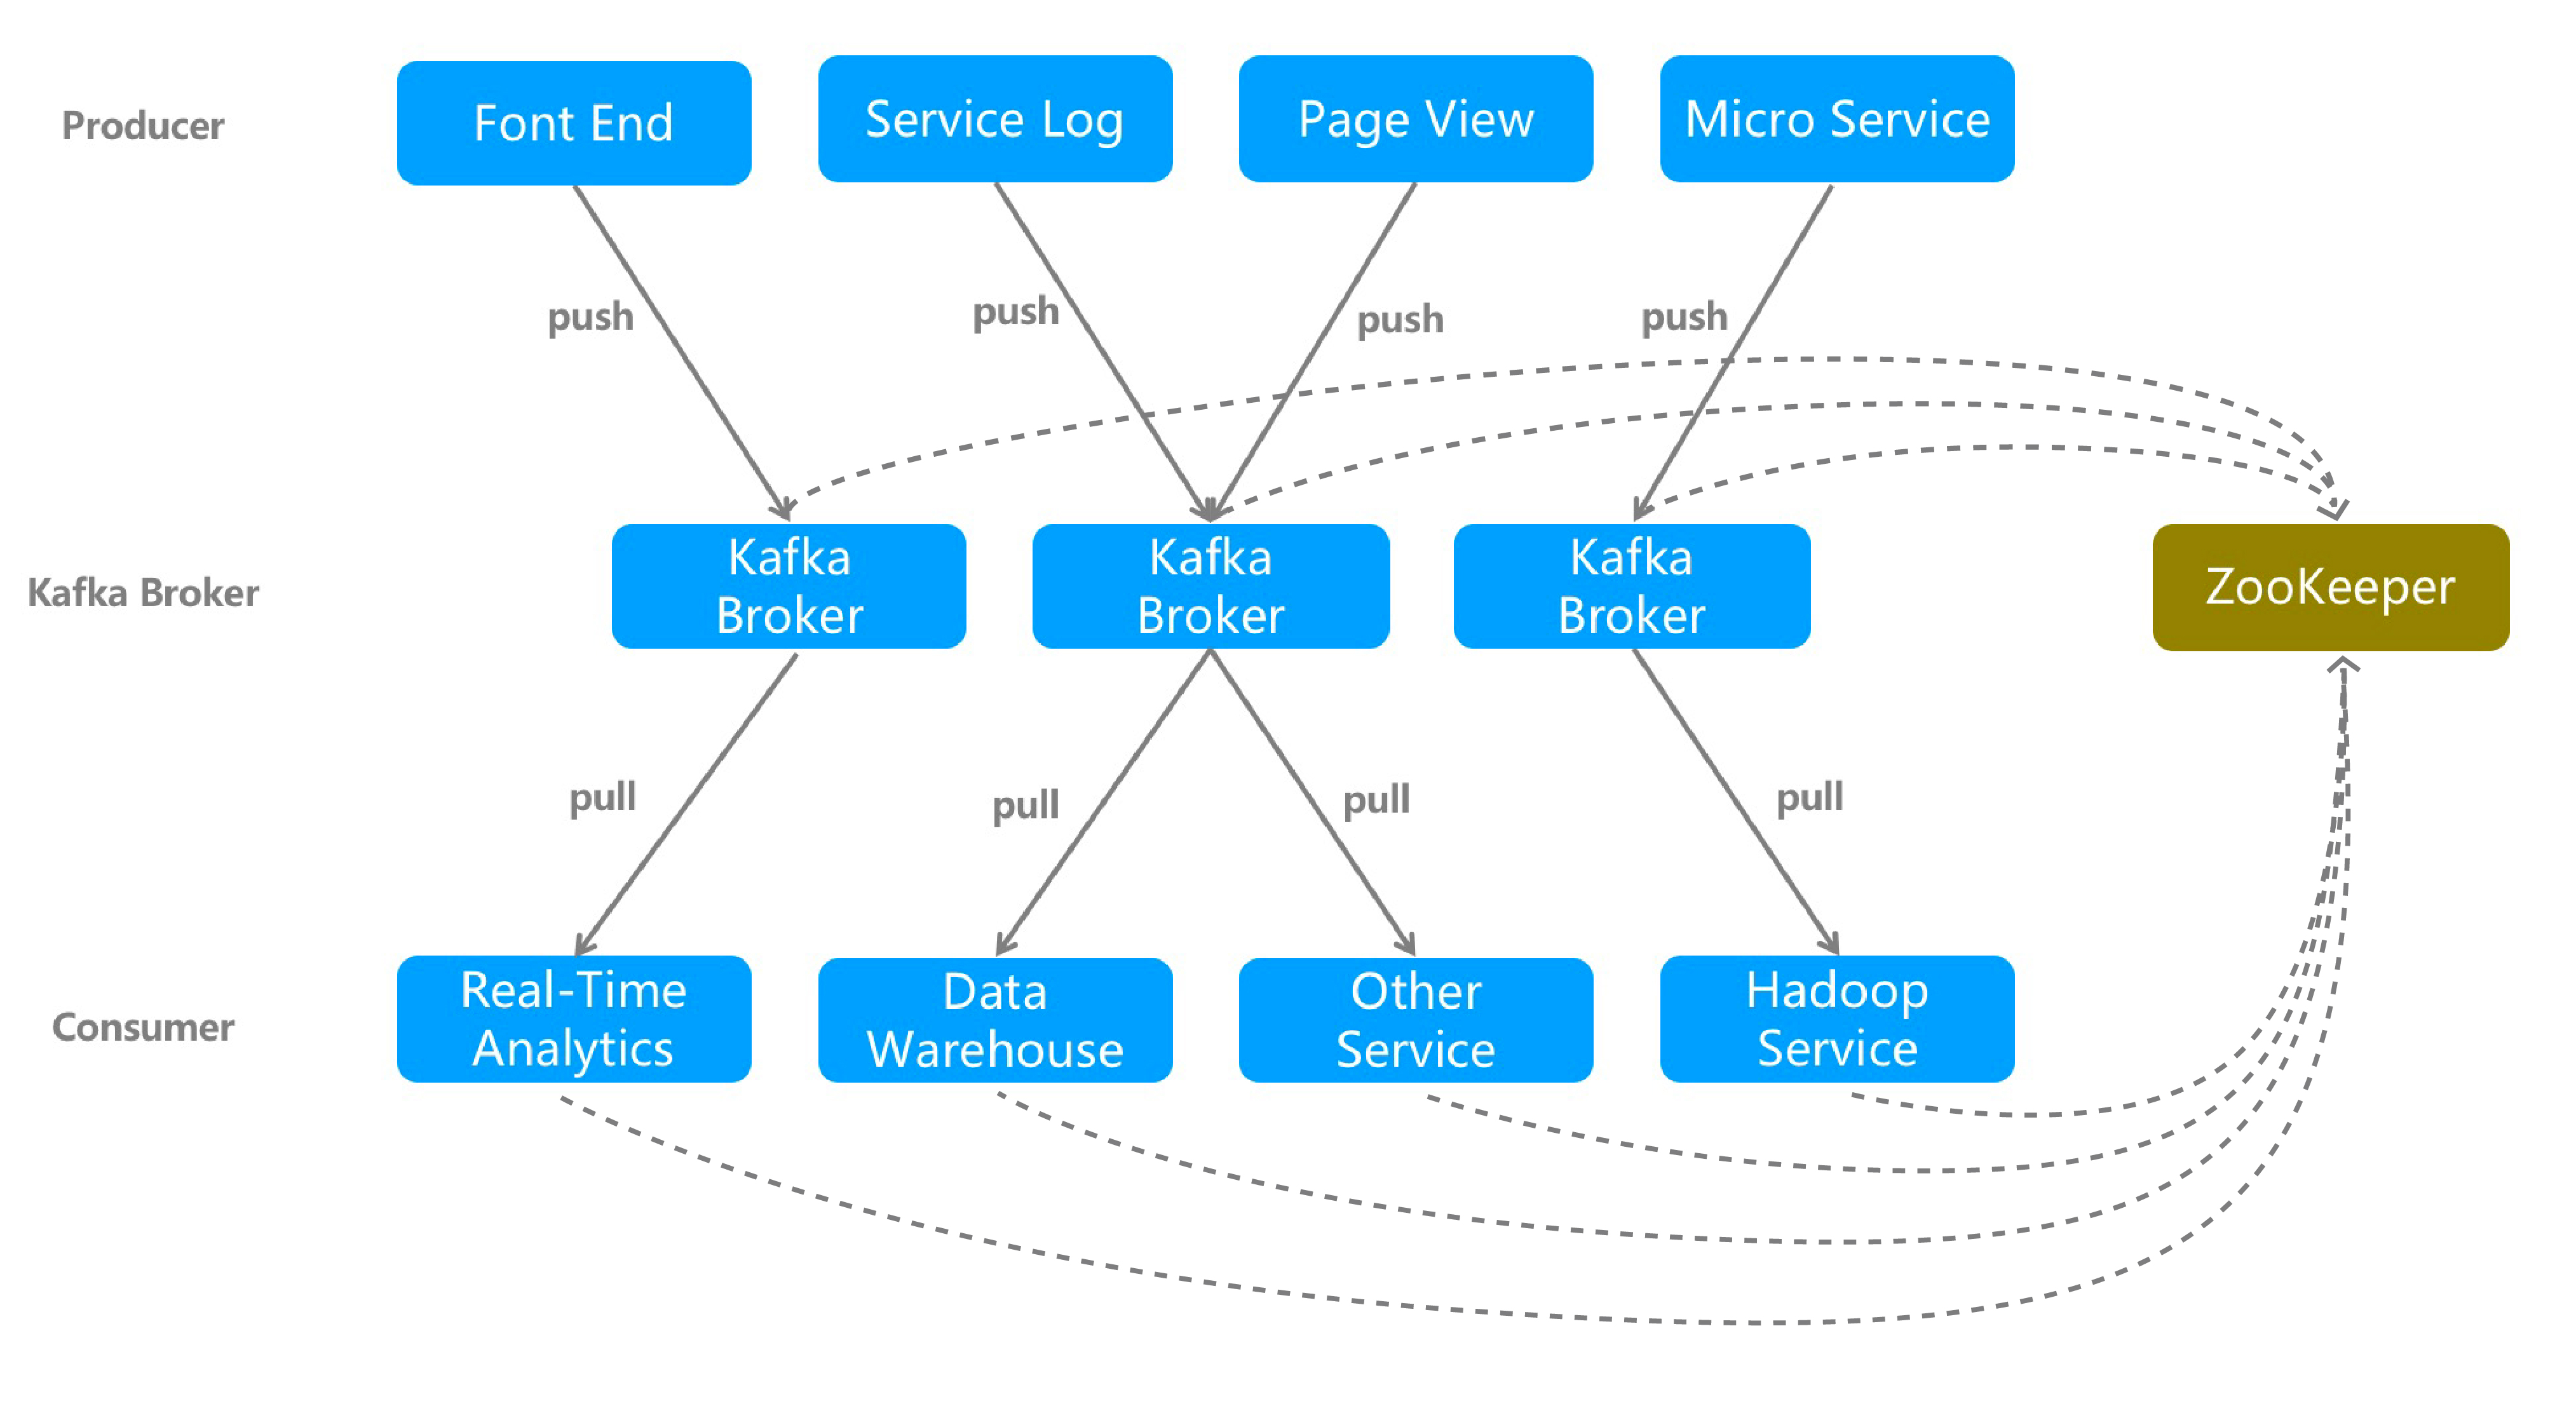 Producer
Font End
Service Log
Page View
Micro Service
push
push
push
push
Kafka Broker
Kafka
Broker
Kafka
Broker
Kafka
Broker
ZooKeeper
pull
pull
pull
pull
Consumer
Real-Time
Analytics
Data
Warehouse
Other
Service
Hadoop
Service